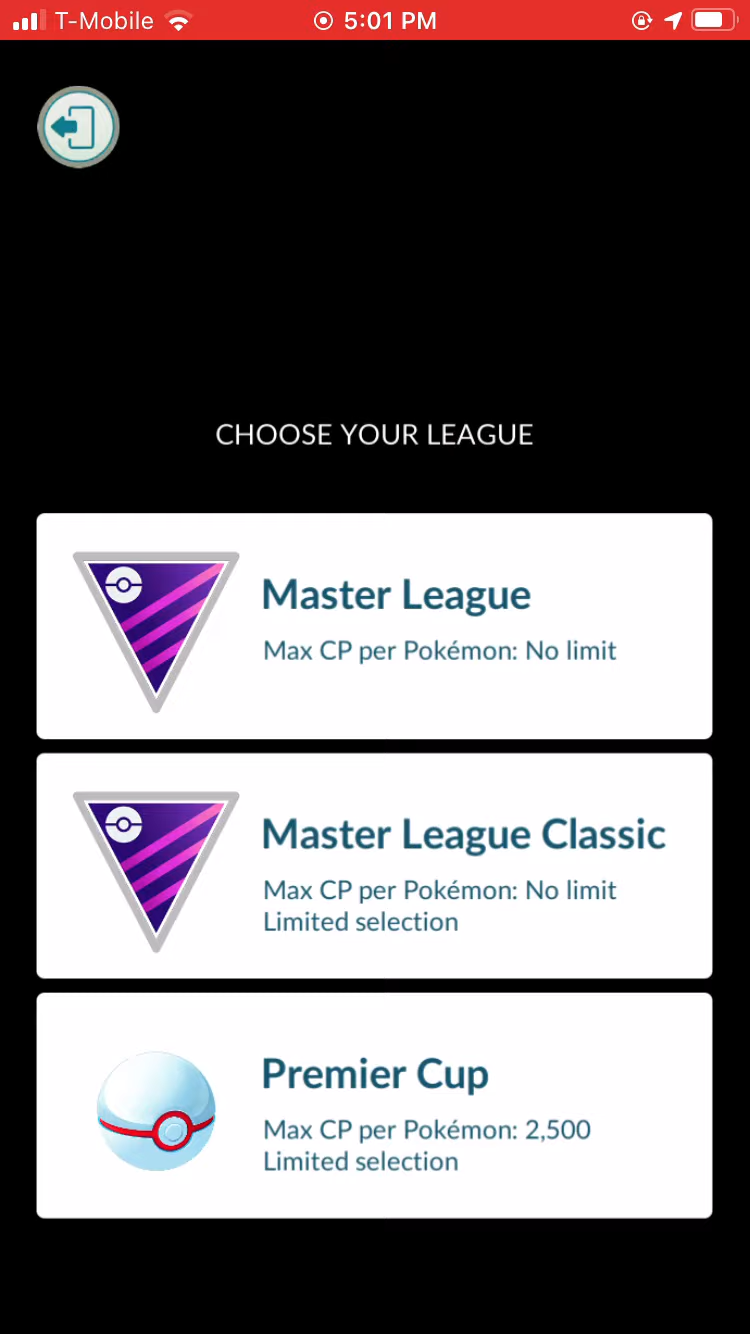 T-Mobile 5:01 PM
CHOOSE YOUR LEAGUE
Master League
Max CP per Pokémon: No limit
Master League Classic
Max CP per Pokémon: No limit
Limited selection
Premier Cup
Max CP per Pokémon: 2,500
Limited selection